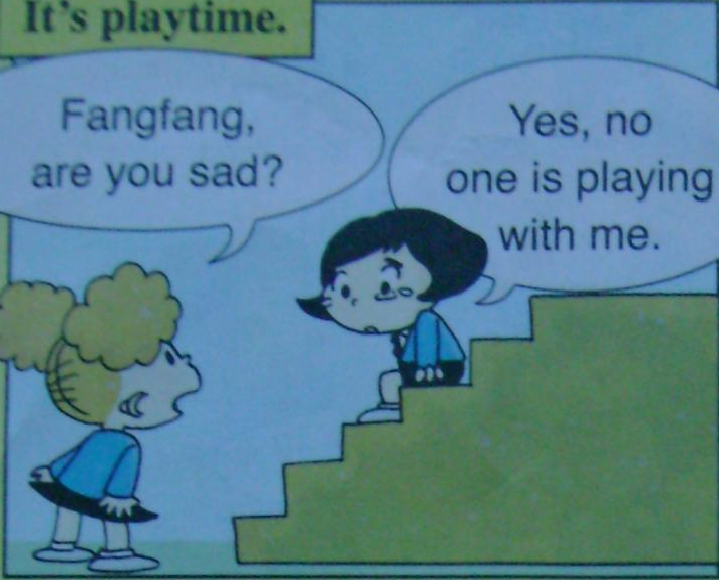 It's playtime.
Fangfang,
are you sad?
Yes, no
one is playing
with me.